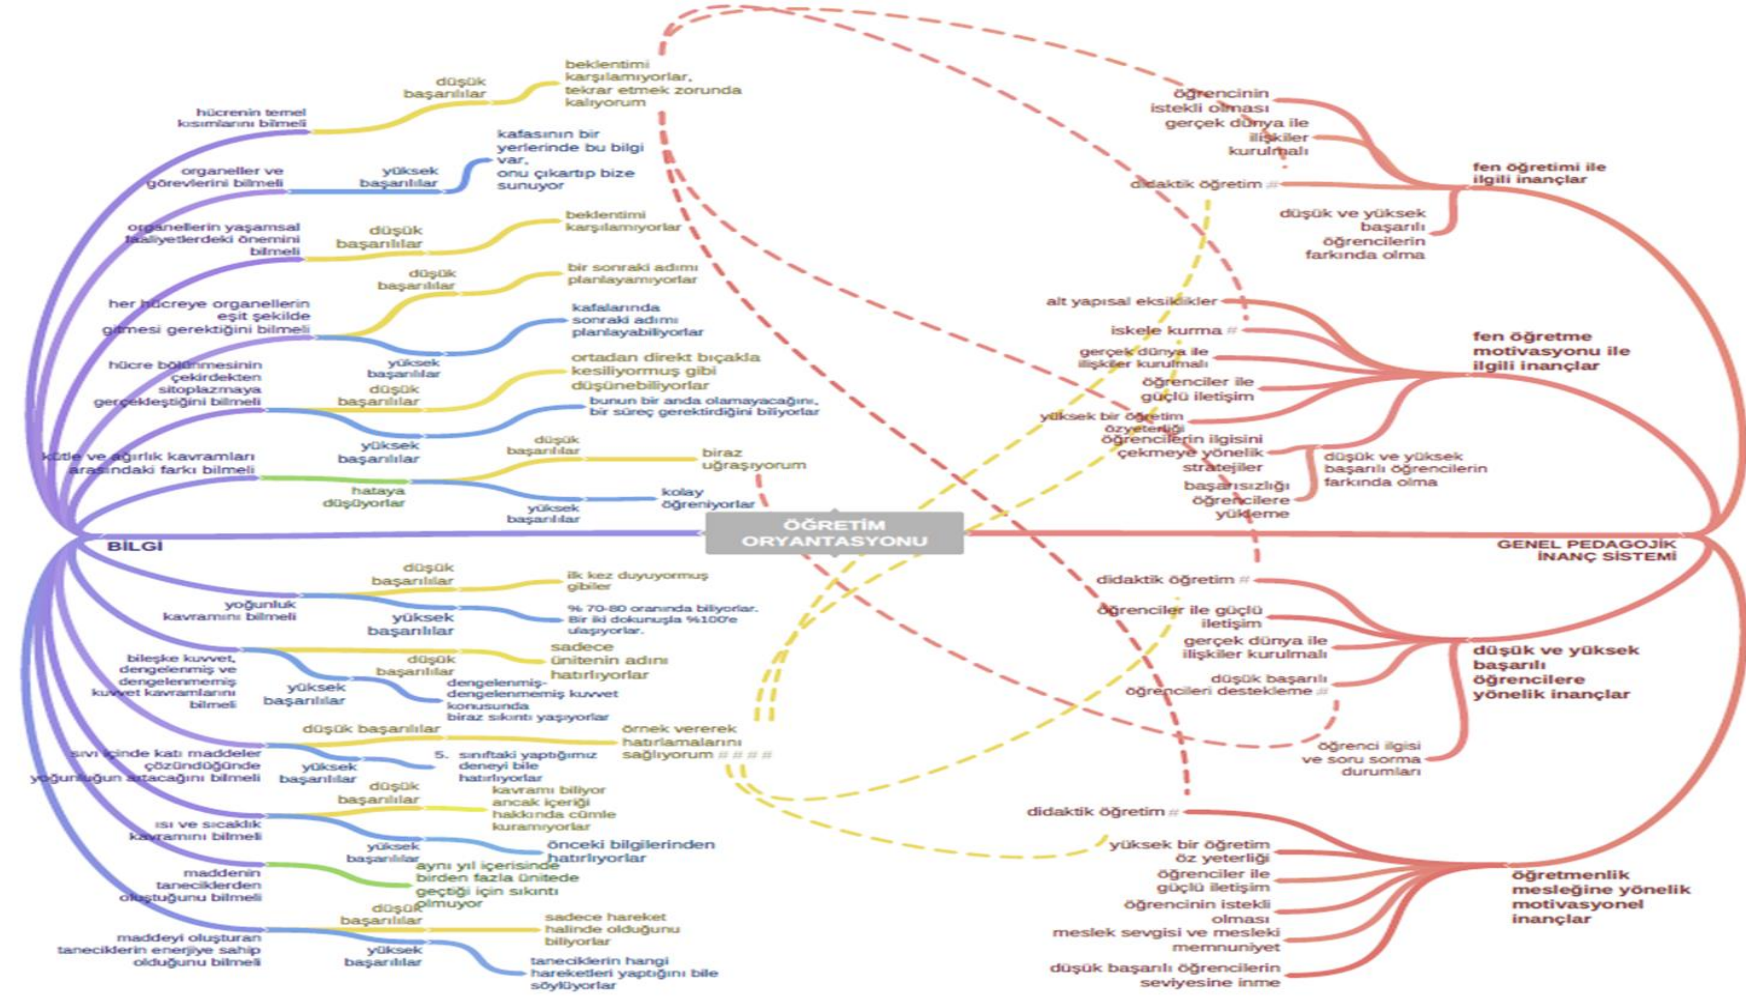 beklentimi
karşılamıyorlar,
tekrar etmek zorunda
kalıyorum
düşük
başarılılar
hücrenin temel
kısımlarını bilmeli
kafasının bir
yerlerinde bu bilgi
var,
onu çıkartıp bize
sunuyor
yüksek
başarılılar
organeller ve
görevlerini bilmeli
beklentimi
karşılamıyorlar
düşük
başarılılar
organellerin yaşamsal
faaliyetlerdeki önemini
bilmeli
bir sonraki adımı
planlayamıyorlar
düşük
başarılılar
her hücreye organellerin
eşit şekilde
gitmesi gerektiğini bilmeli
kafalarında
sonraki adımı
planlayabiliyorlar
yüksek
başarılılar
hücre bölünmesinin
çekirdekten
sitoplazmaya
gerçekleştiğini bilmeli
ortadan direkt bıçakla
kesiliyormuş gibi
düşünebiliyorlar
düşük
başarılılar
bunun bir anda olamayacağını,
bir süreç gerektirdiğini biliyorlar
yüksek
başarılılar
kütle ve ağırlık kavramları
arasındaki farkı bilmeli
hataya
düşüyorlar
düşük
başarılılar
biraz
uğraşıyorum
yüksek
başarılılar
kolay
öğreniyorlar
BİLGİ
ÖĞRETİM
ORYANTASYONU
yoğunluk
kavramını bilmeli
düşük
başarılılar
ilk kez duyuyormuş
gibiler
yüksek
başarılılar
% 70-80 oranında biliyorlar.
Bir iki dokunuşla %100'e
ulaşıyorlar.
bileşke kuvvet,
dengelenmiş ve
dengelenmemiş
kuvvet kavramlarını
bilmeli
düşük
başarılılar
sadece
ünitenin adını
hatırlıyorlar
yüksek
başarılılar
dengelenmiş-
dengelenmemiş kuvvet
konusunda
biraz sıkıntı yaşıyorlar
sıvı içinde katı maddeler
çözündüğünde
yoğunluğun artacağını bilmeli
düşük başarılılar
örnek vererek
hatırlamalarını
sağlıyorum # # # #
yüksek
başarılılar
5. sınıftaki yaptığımız
deneyi bile
hatırlıyorlar
ısı ve sıcaklık
kavramını bilmeli
düşük
başarılılar
kavramı biliyor
ancak içeriği
hakkında cümle
kuramıyorlar
yüksek
başarılılar
önceki bilgilerinden
hatırlıyorlar
maddenin
taneciklerden
oluştuğunu bilmeli
aynı yıl içerisinde
birden fazla ünitede
geçtiği için sıkıntı
olmuyor
maddeyi oluşturan
taneciklerin enerjiye sahip
olduğunu bilmeli
düşük
başarılılar
sadece hareket
halinde olduğunu
biliyorlar
yüksek
başarılılar
taneciklerin hangi
hareketleri yaptığını bile
söylüyorlar
öğrencinin
istekli olması
gerçek dünya ile
ilişkiler
kurulmalı
didaktik öğretim #
düşük ve yüksek
başarılı
öğrencilerin
farkında olma
fen öğretimi ile
ilgili inançlar
alt yapısal eksiklikler
iskele kurma #
gerçek dünya ile
ilişkiler kurulmalı
öğrenciler ile
güçlü iletişim
yüksek bir öğretim
özyeterliği
öğrencilerin ilgisini
çekmeye yönelik
stratejiler
başarısızlığı
öğrencilere
yükleme
düşük ve yüksek
başarılı öğrencilerin
farkında olma
fen öğretme
motivasyonu ile
ilgili inançlar
GENEL PEDAGOJİK
İNANÇ SİSTEMİ
didaktik öğretim #
öğrenciler ile güçlü
iletişim
gerçek dünya ile
ilişkiler kurulmalı
düşük başarılı
öğrencileri destekleme #
öğrenci ilgisi
ve soru sorma
durumları
düşük ve yüksek
başarılı
öğrencilere
yönelik inançlar
didaktik öğretim #
yüksek bir öğretim
öz yeterliği
öğrenciler ile
güçlü iletişim
öğrencinin istekli
olması
meslek sevgisi ve mesleki
memnuniyet
düşük başarılı öğrencilerin
seviyesine inme
öğretmenlik
mesleğine yönelik
motivasyonel
inançlar